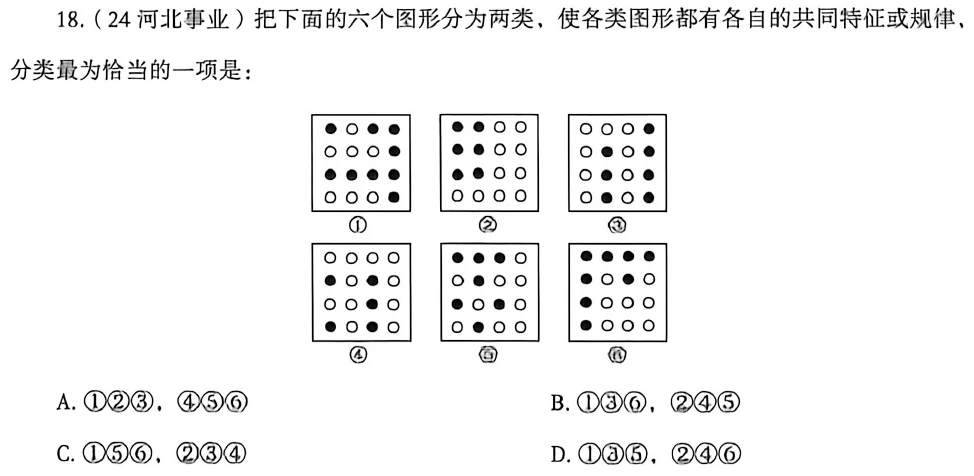 18.（24 河北事业）把下面的六个图形分为两类，使各类图形都有各自的共同特征或规律，
分类最为恰当的一项是：
① ② ③
④ ⑤ ⑥
A. ①②③，④⑤⑥ B. ①③⑥，②④⑤
C. ①⑤⑥，②③④ D. ①③⑤，②④⑥